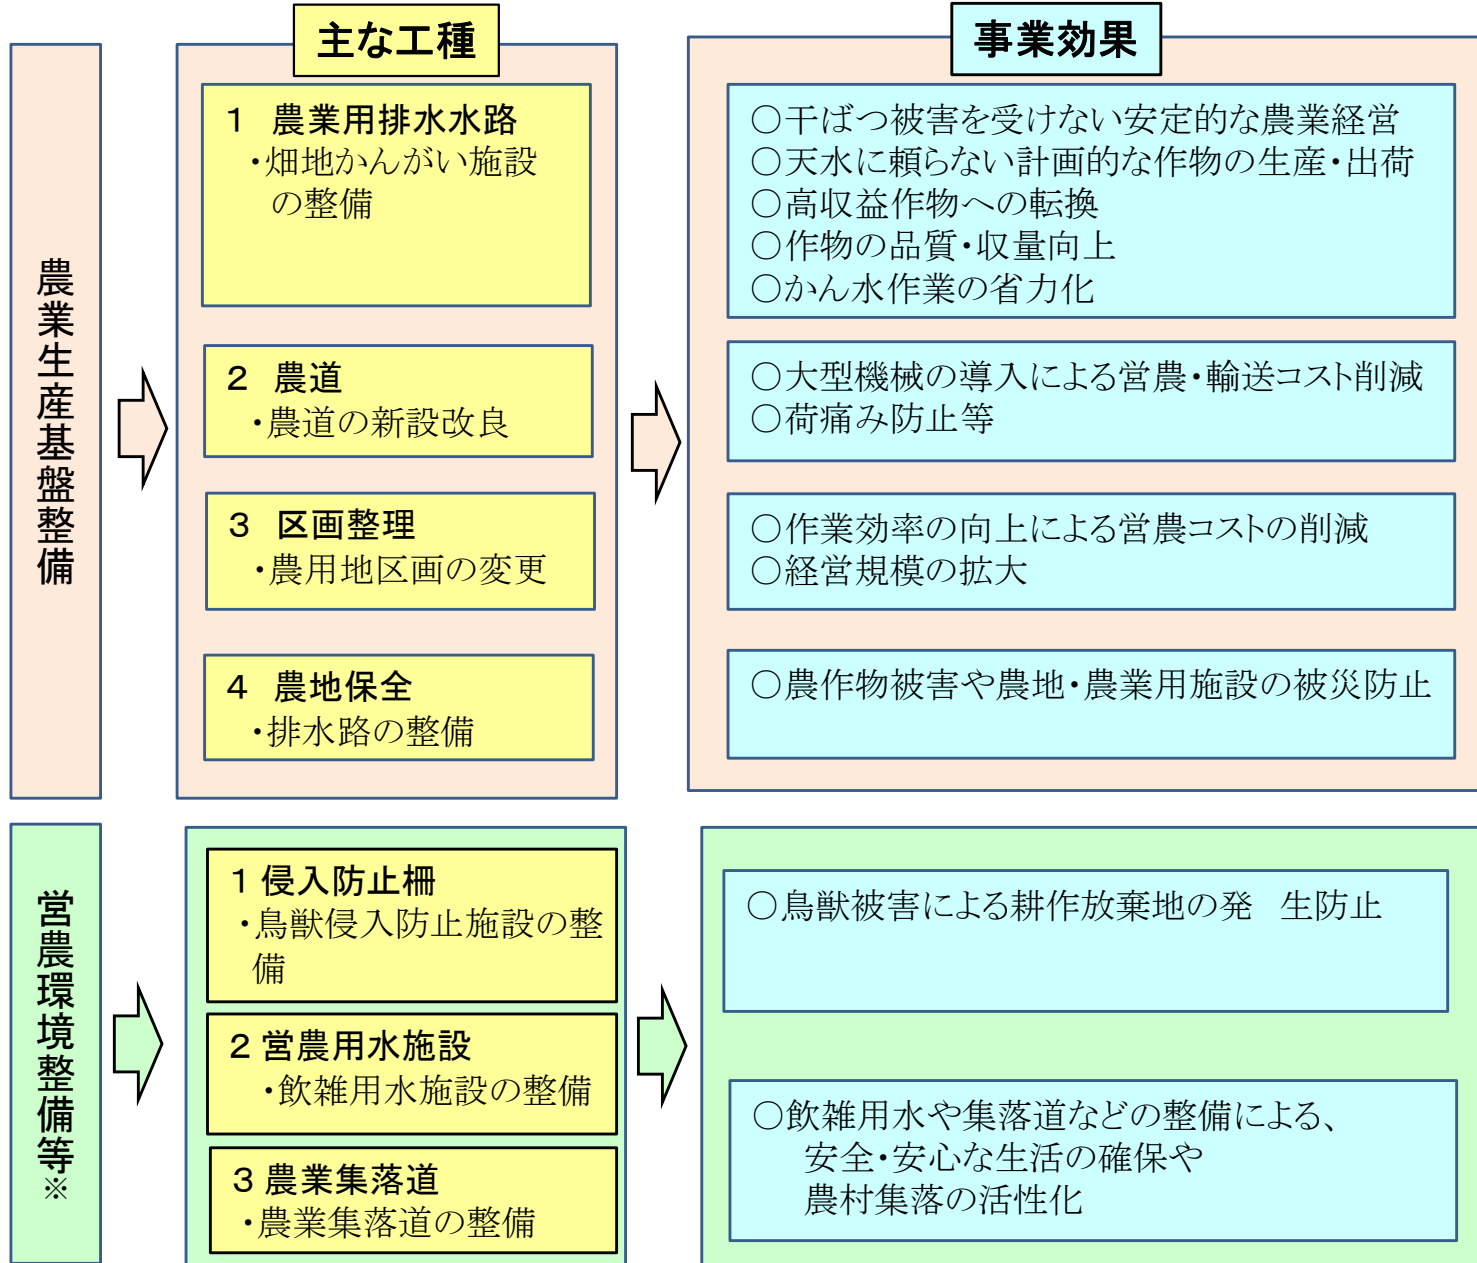 主な工種
事業効果
農業生産基盤整備
1 農業用排水水路
・畑地かんがい施設
の整備
○干ばつ被害を受けない安定的な農業経営
○天水に頼らない計画的な作物の生産・出荷
○高収益作物への転換
○作物の品質・収量向上
○かん水作業の省力化
2 農道
・農道の新設改良
○大型機械の導入による営農・輸送コスト削減
○荷痛み防止等
3 区画整理
・農用地区画の変更
○作業効率の向上による営農コストの削減
○経営規模の拡大
4 農地保全
・排水路の整備
○農作物被害や農地・農業用施設の被災防止
営農環境整備等※
1 侵入防止柵
・鳥獣侵入防止施設の整
備
○鳥獣被害による耕作放棄地の発　生防止
2 営農用水施設
・飲雑用水施設の整備
3 農業集落道
・農業集落道の整備
○飲雑用水や集落道などの整備による、
安全・安心な生活の確保や
農村集落の活性化